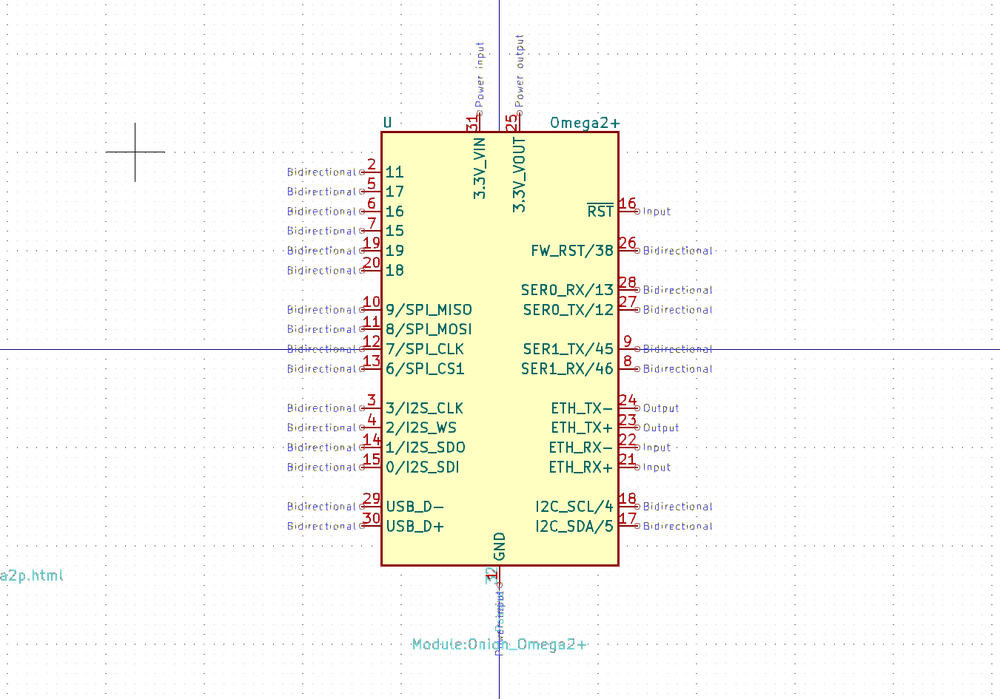 Power input
Power output
31
25
U
Omega2+
3.3V_VIN
3.3V_VOUT
Bidirectional 2 11
Bidirectional 5 17
Bidirectional 6 16
RST 16 Input
Bidirectional 7 15
Bidirectional 19 19
FW_RST/38 26 Bidirectional
Bidirectional 20 18
SER0_RX/13 28 Bidirectional
Bidirectional 10 9/SPI_MISO
SER0_TX/12 27 Bidirectional
Bidirectional 11 8/SPI_MOSI
Bidirectional 12 7/SPI_CLK
SER1_TX/45 9 Bidirectional
Bidirectional 13 6/SPI_CS1
SER1_RX/46 8 Bidirectional
Bidirectional 3 3/I2S_CLK
ETH_TX- 24 Output
Bidirectional 4 2/I2S_WS
ETH_TX+ 23 Output
Bidirectional 14 1/I2S_SDO
ETH_RX- 22 Input
Bidirectional 15 0/I2S_SDI
ETH_RX+ 21 Input
Bidirectional 29 USB_D-
I2C_SCL/4 18 Bidirectional
Bidirectional 30 USB_D+
I2C_SDA/5 17 Bidirectional
GND
1
a2p.html
Module:Onion_Omega2+